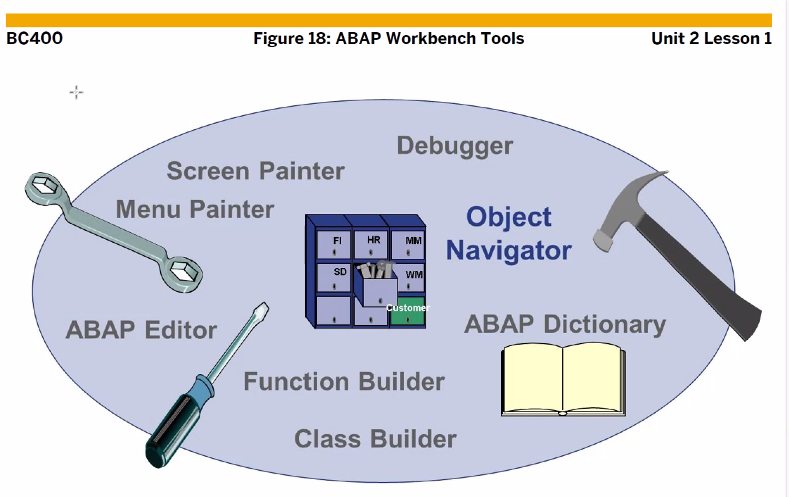 BC400
Figure 18: ABAP Workbench Tools
Unit 2 Lesson 1
Debugger
Screen Painter
Menu Painter
Object
Navigator
FI
HR
MM
SD
WM
Customer
ABAP Editor
ABAP Dictionary
Function Builder
Class Builder